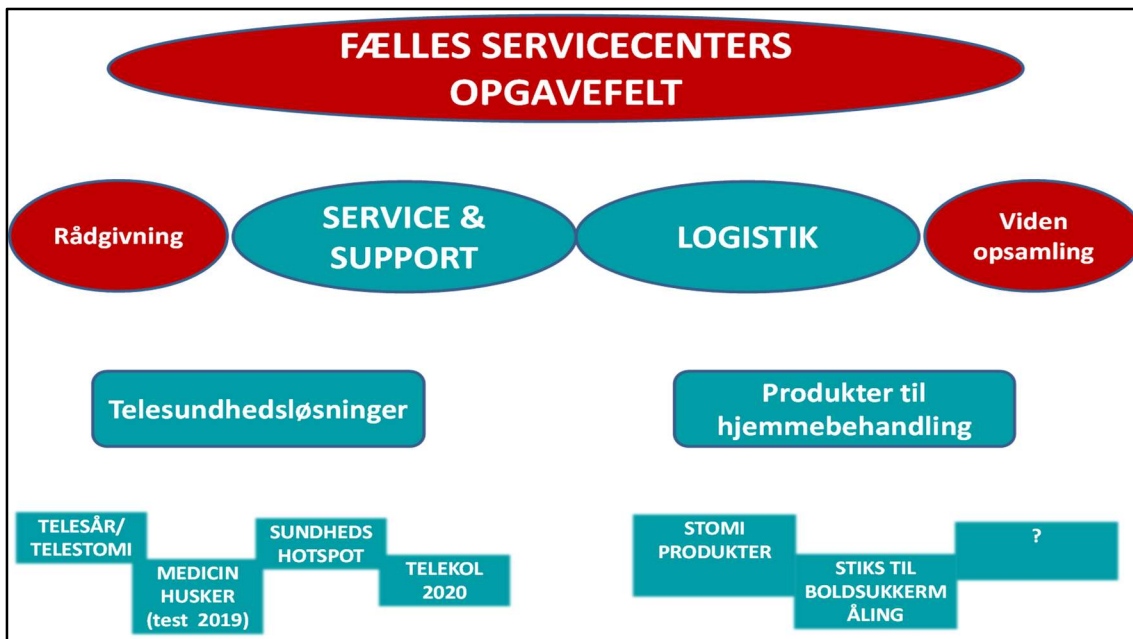 FÆLLES SERVICECENTERS
OPGAVEFELT
Rådgivning
SERVICE &
SUPPORT
LOGISTIK
Viden
opsamling
Telesundhedsløsninger
Produkter til
hjemmebehandling
TELESÅR/
TELESTOMI
MEDICIN
HUSKER
(test 2019)
SUNDHEDS
HOTSPOT
TELEKOL
2020
STOMI
PRODUKTER
STIKS TIL
BOLDSUKKERM
ÅLING
?